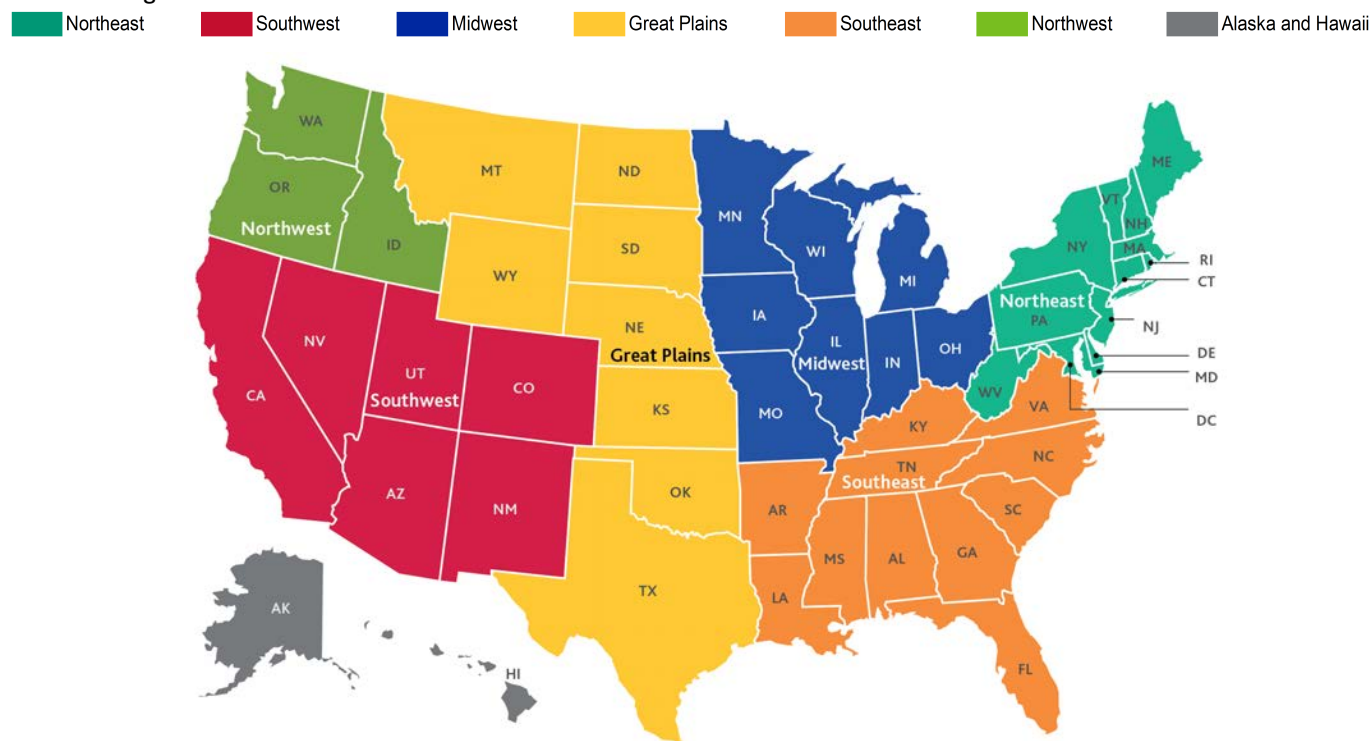 Northeast Southwest Midwest Great Plains Southeast Northwest Alaska and Hawaii
WA
MT
ND
ME
OR
MN
VT
NH
Northwest
ID
SD
WI
NY
MA
RI
WY
MI
CT
Northeast
IA
PA
NJ
NE
NV
IL
OH
Great Plains
Midwest
IN
DE
UT
CO
MD
Southwest
CA
WV
KS
MO
VA
DC
KY
NC
TN
Southeast
AZ
OK
NM
AR
SC
GA
MS
AL
TX
LA
AK
FL
HI